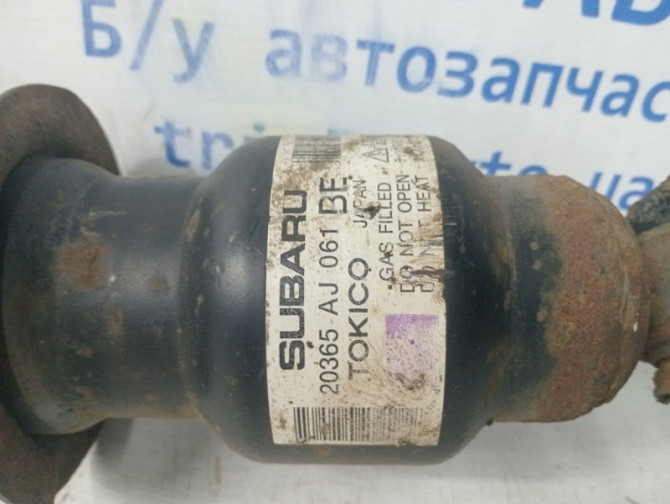 Б/у автозапчас
SUBARU
20365 AJ 061 BE
TOKICO JAPAN
GAS FILLED
DO NOT OPEN
HEAT